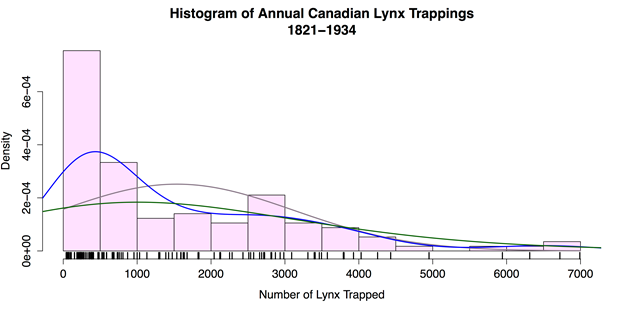 Histogram of Annual Canadian Lynx Trappings
1821–1934
Density
6e−04
4e−04
2e−04
0e+00
0 1000 2000 3000 4000 5000 6000 7000
Number of Lynx Trapped